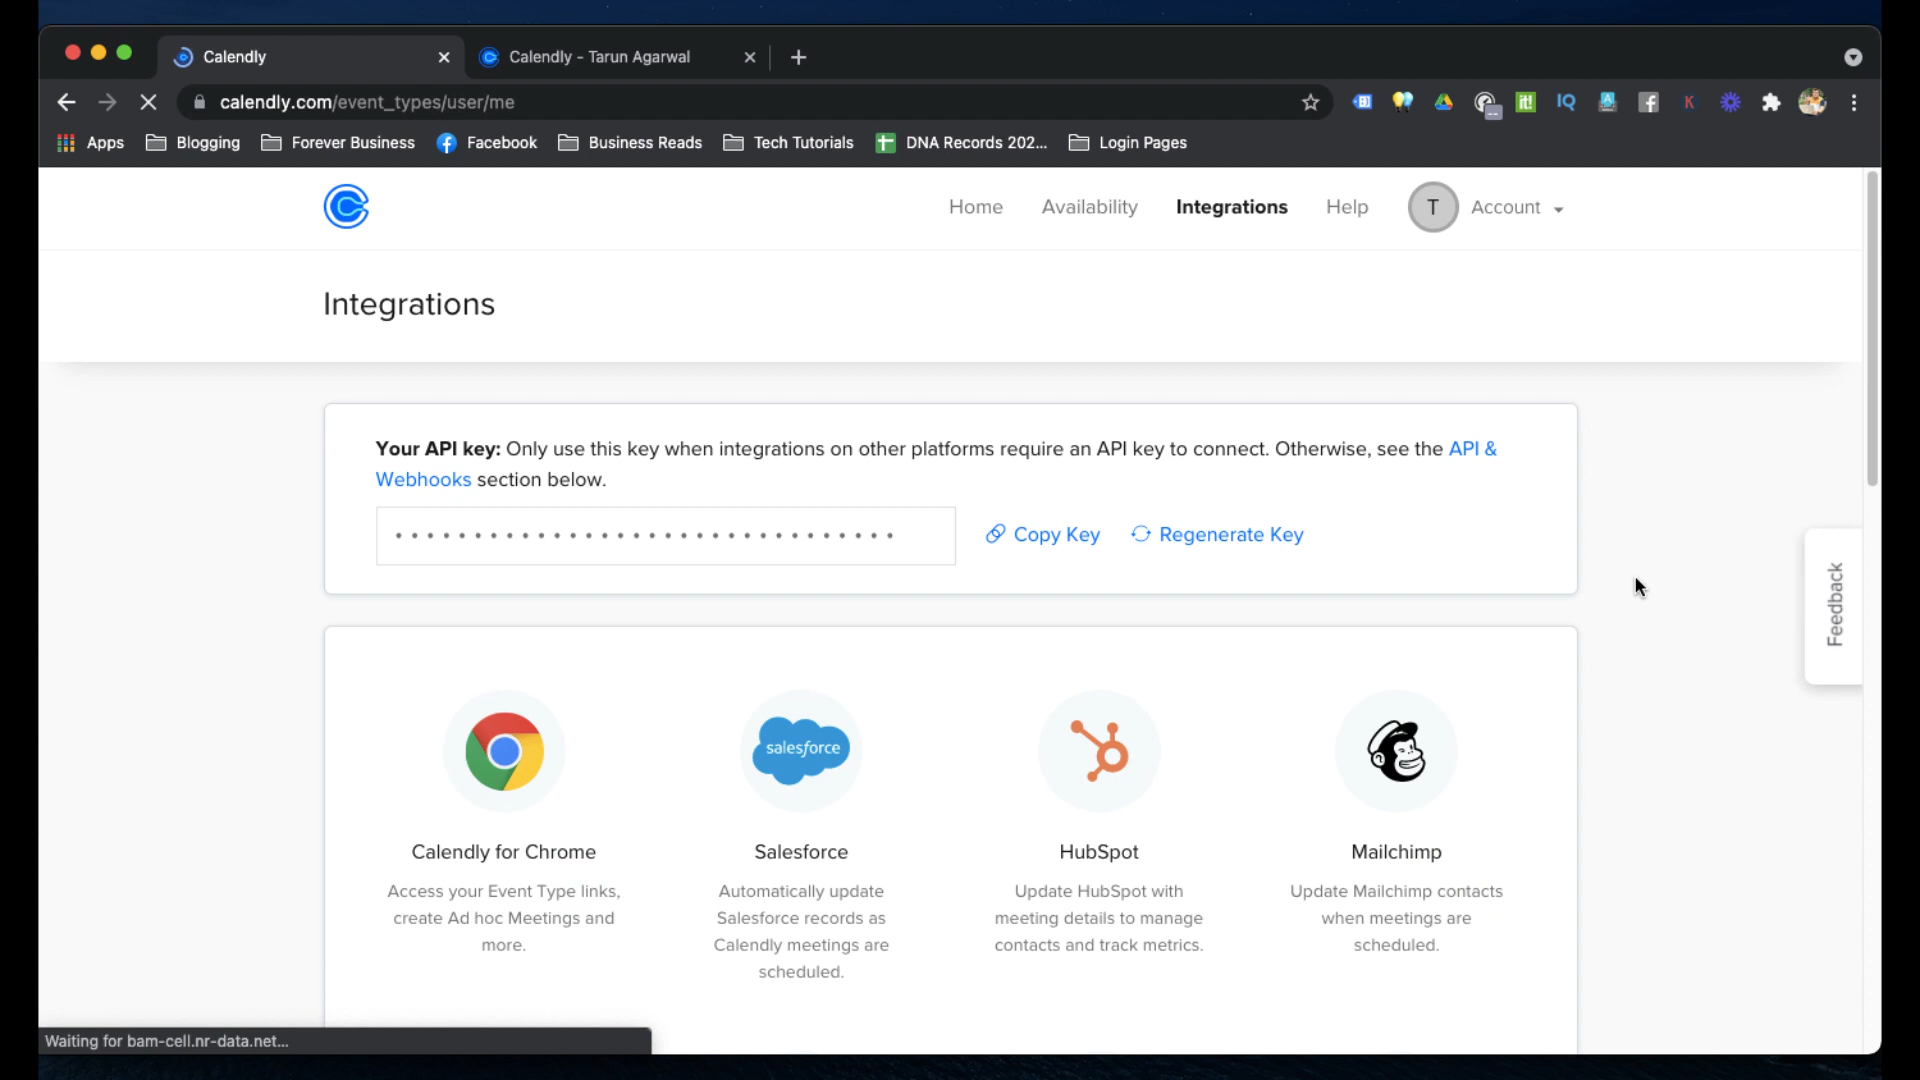 Calendly
Calendly - Tarun Agarwal
calendly.com/event_types/user/me
Apps
Blogging
Forever Business
Facebook
Business Reads
Tech Tutorials
DNA Records 202...
Login Pages
Home
Availability
Integrations
Help
T
Account
Integrations
Your API key: Only use this key when integrations on other platforms require an API key to connect. Otherwise, see the API &
Webhooks section below.
Copy Key
Regenerate Key
Feedback
salesforce
Calendly for Chrome
Access your Event Type links,
create Ad hoc Meetings and
more.
Salesforce
Automatically update
Salesforce records as
Calendly meetings are
scheduled.
HubSpot
Update HubSpot with
meeting details to manage
contacts and track metrics.
Mailchimp
Update Mailchimp contacts
when meetings are
scheduled.
Waiting for bam-cell.nr-data.net...